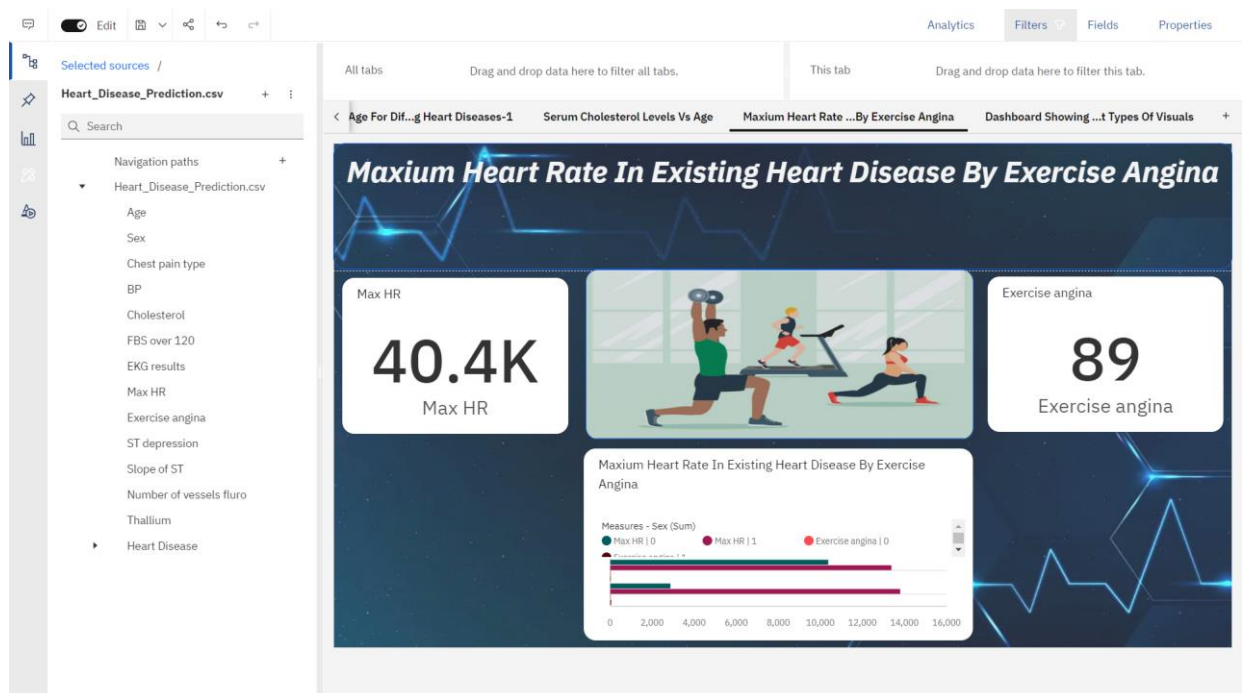 Edit
Analytics
Filters
Fields
Properties
Selected sources /
Heart_Disease_Prediction.csv
Search
Navigation paths
Heart_Disease_Prediction.csv
Age
Sex
Chest pain type
BP
Cholesterol
FBS over 120
EKG results
Max HR
Exercise angina
ST depression
Slope of ST
Number of vessels fluro
Thallium
Heart Disease
All tabs
Drag and drop data here to filter all tabs.
This tab
Drag and drop data here to filter this tab.
Age For Dif...g Heart Diseases-1
Serum Cholesterol Levels Vs Age
Maxium Heart Rate ...By Exercise Angina
Dashboard Showing ...t Types Of Visuals
Maxium Heart Rate In Existing Heart Disease By Exercise Angina
Max HR
40.4K
Max HR
Exercise angina
89
Exercise angina
Maxium Heart Rate In Existing Heart Disease By Exercise
Angina
Measures - Sex (Sum)
Max HR | 0
Max HR | 1
Exercise angina | 0
0 2,000 4,000 6,000 8,000 10,000 12,000 14,000 16,000